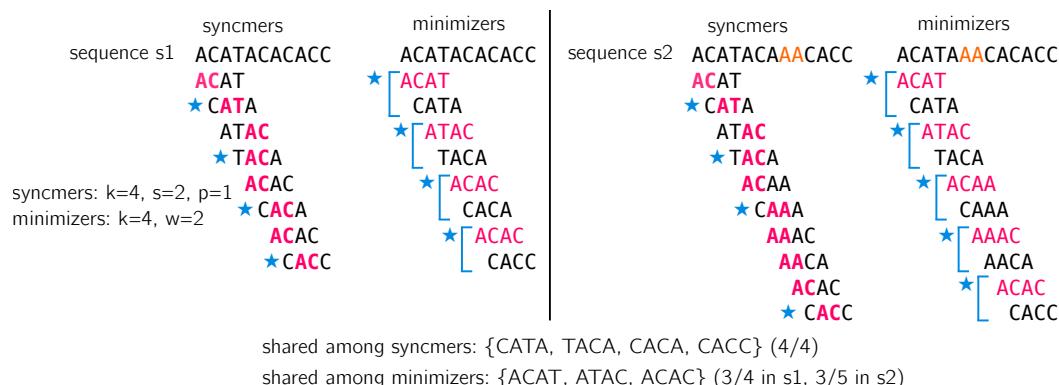 syncmers
minimizers
sequence s1
ACATACACACC
ACATACACACC
ACAT
CATA
ATAC
TACA
ACAC
CACA
ACAC
CACC
ACAT
CATA
ATAC
TACA
ACAC
CACA
ACAC
CACC
syncmers: k=4, s=2, p=1
minimizers: k=4, w=2
syncmers
minimizers
sequence s2
ACATACAAACACC
ACATAAACACACC
ACAT
CATA
ATAC
TACA
ACAA
CAAA
AAAC
AACA
ACAC
CACC
ACAT
CATA
ATAC
TACA
ACAA
CAAA
AAAC
AACA
ACAC
CACC
shared among syncmers: {CATA, TACA, CACA, CACC} (4/4)
shared among minimizers: {ACAT, ATAC, ACAC} (3/4 in s1, 3/5 in s2)